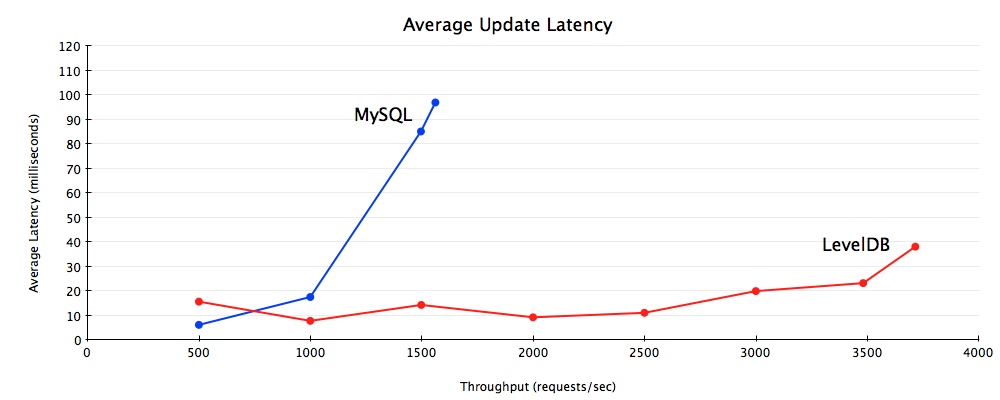 Average Update Latency
120
110
100
90
80
70
60
50
40
30
20
10
0
Average Latency (milliseconds)
MySQL
LevelDB
0 500 1000 1500 2000 2500 3000 3500 4000
Throughput (requests/sec)